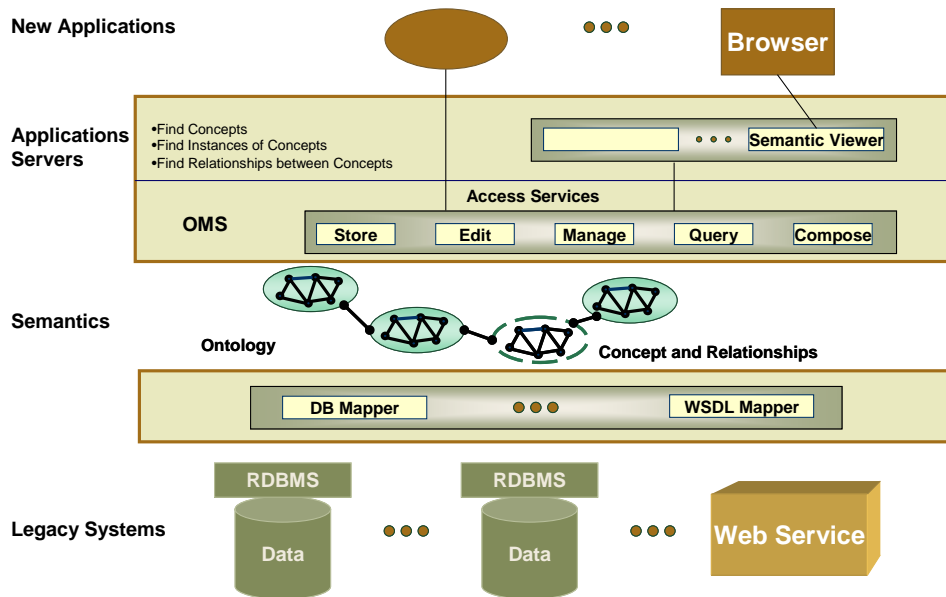 New Applications
Browser
Applications
Servers
•Find Concepts
•Find Instances of Concepts
•Find Relationships between Concepts
Semantic Viewer
Access Services
OMS
Store
Edit
Manage
Query
Compose
Semantics
Ontology
Concept and Relationships
DB Mapper
WSDL Mapper
RDBMS
RDBMS
Legacy Systems
Data
Data
Web Service